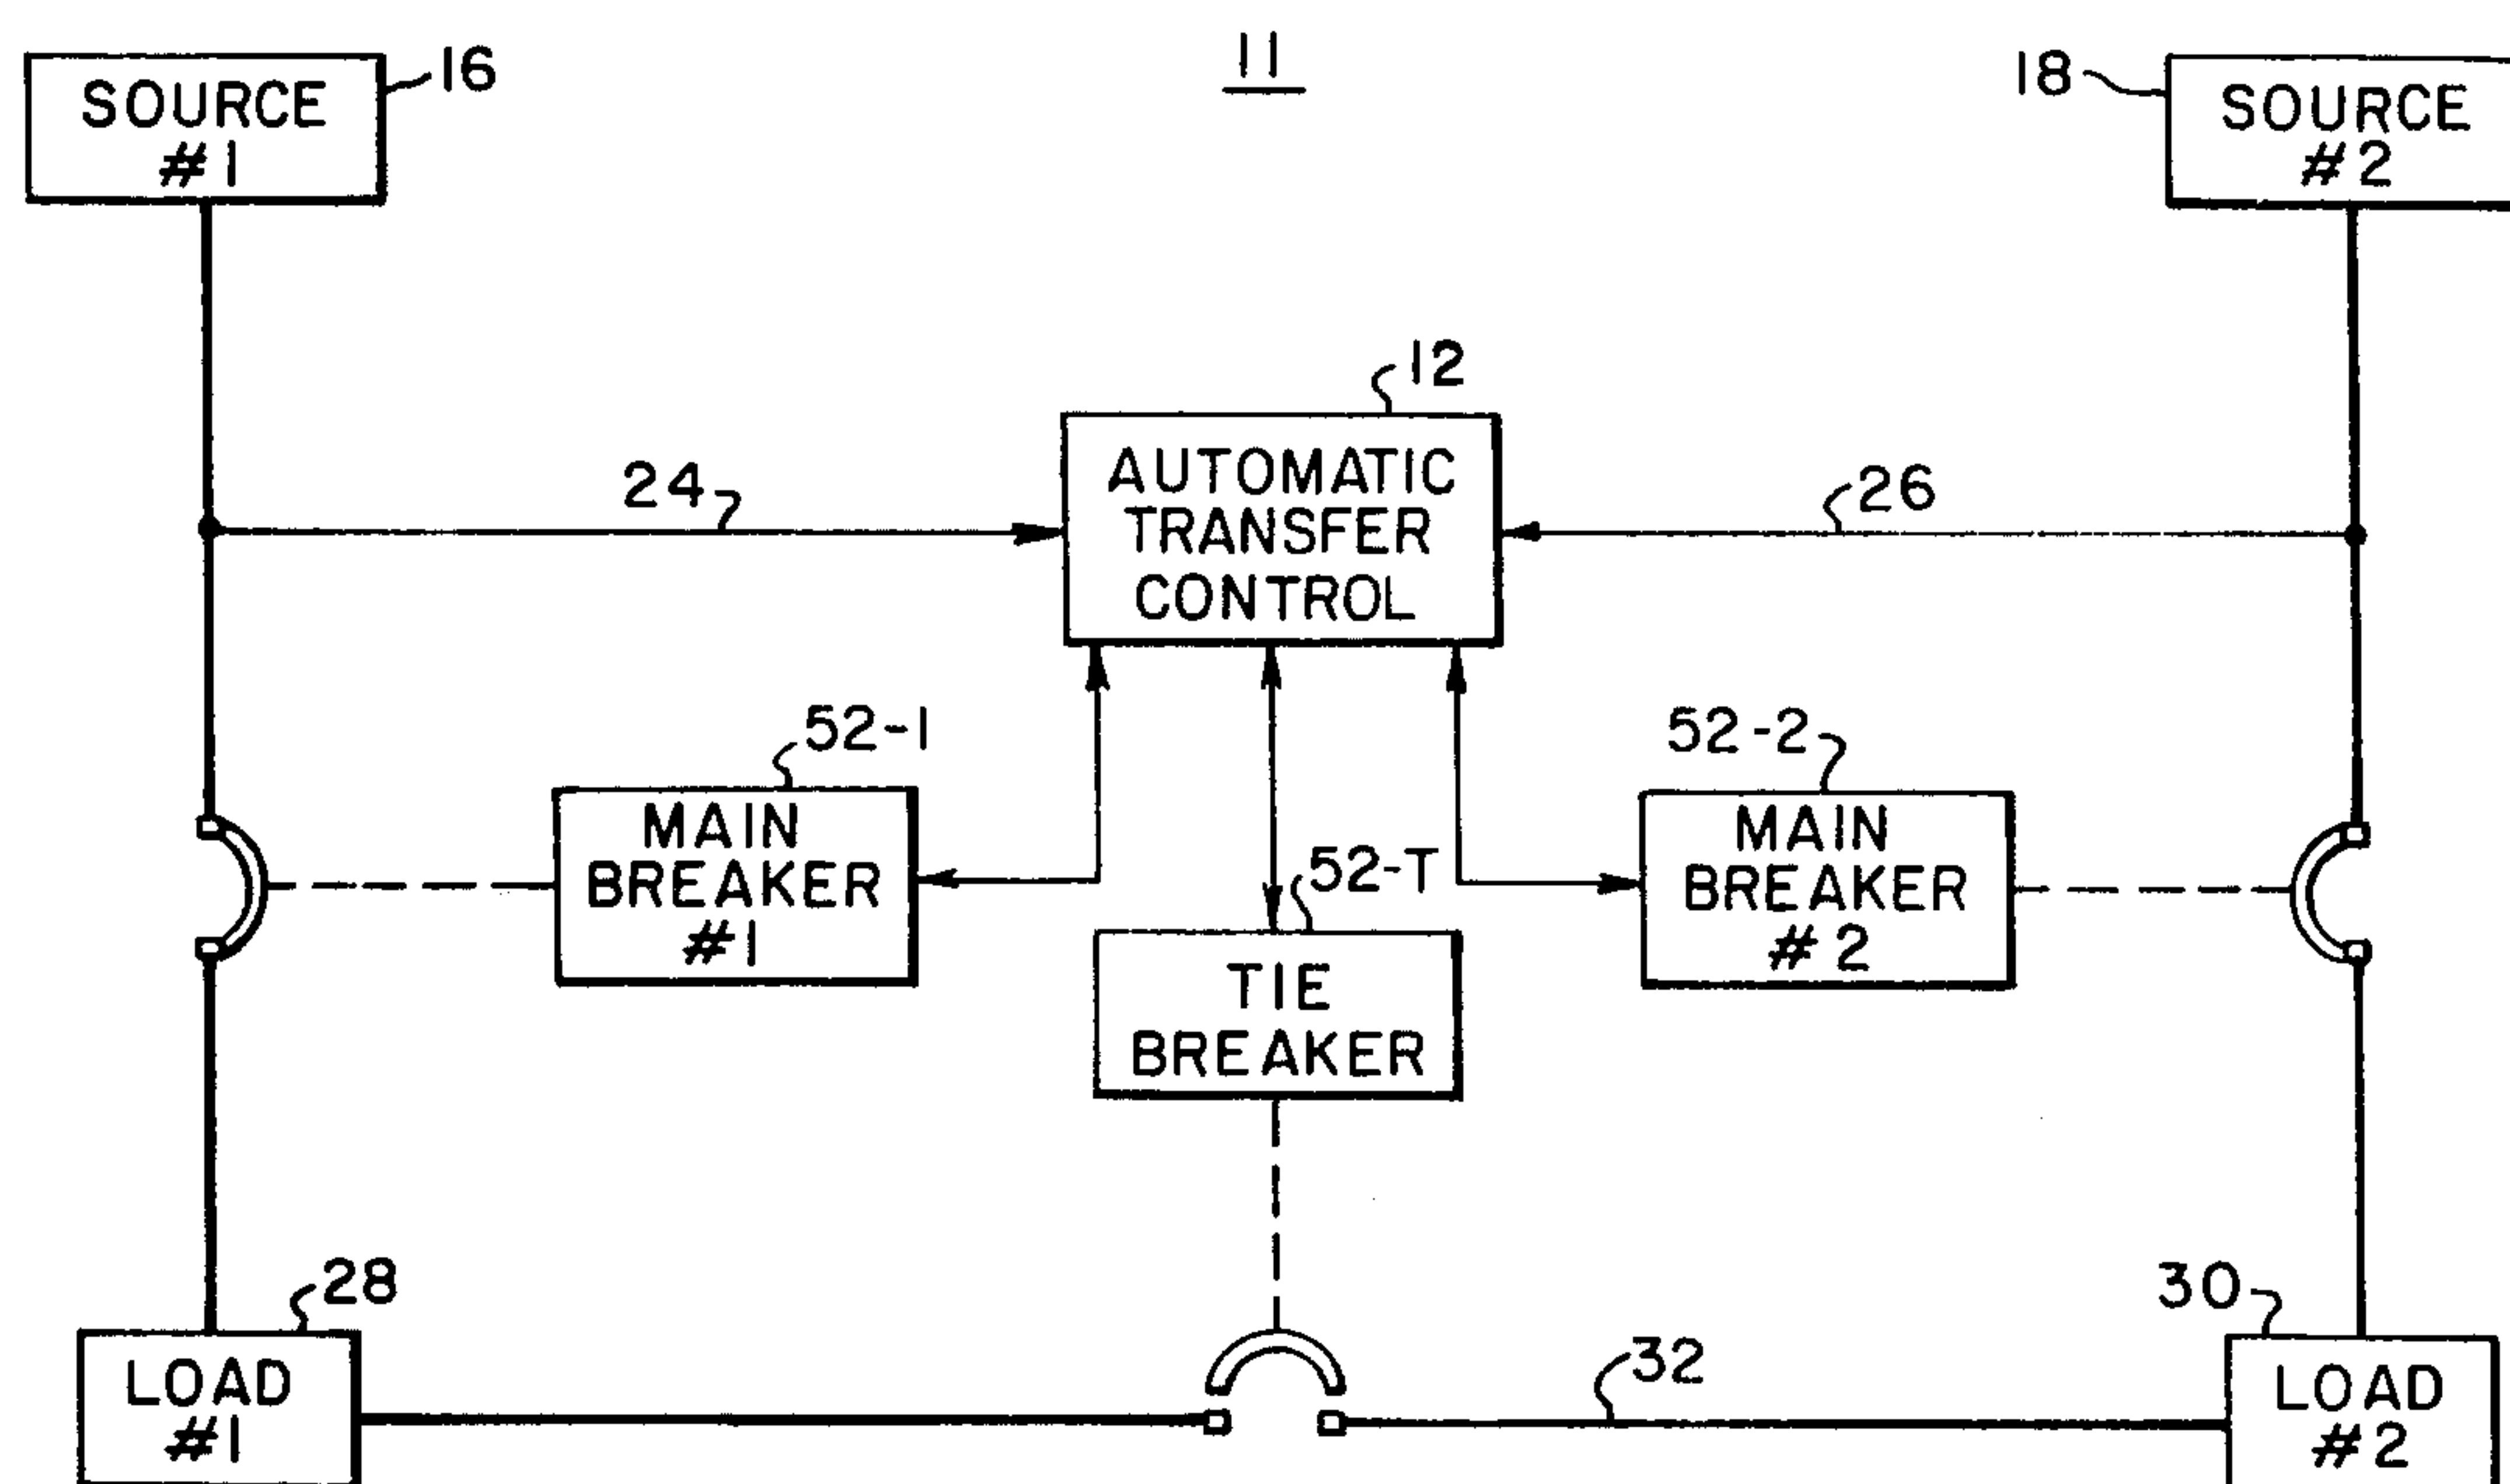 11
SOURCE
#1
16
18
SOURCE
#2
12
AUTOMATIC
TRANSFER
CONTROL
24
26
52-1
MAIN
BREAKER
#1
52-2
MAIN
BREAKER
#2
52-T
TIE
BREAKER
28
LOAD
#1
30
LOAD
#2
32